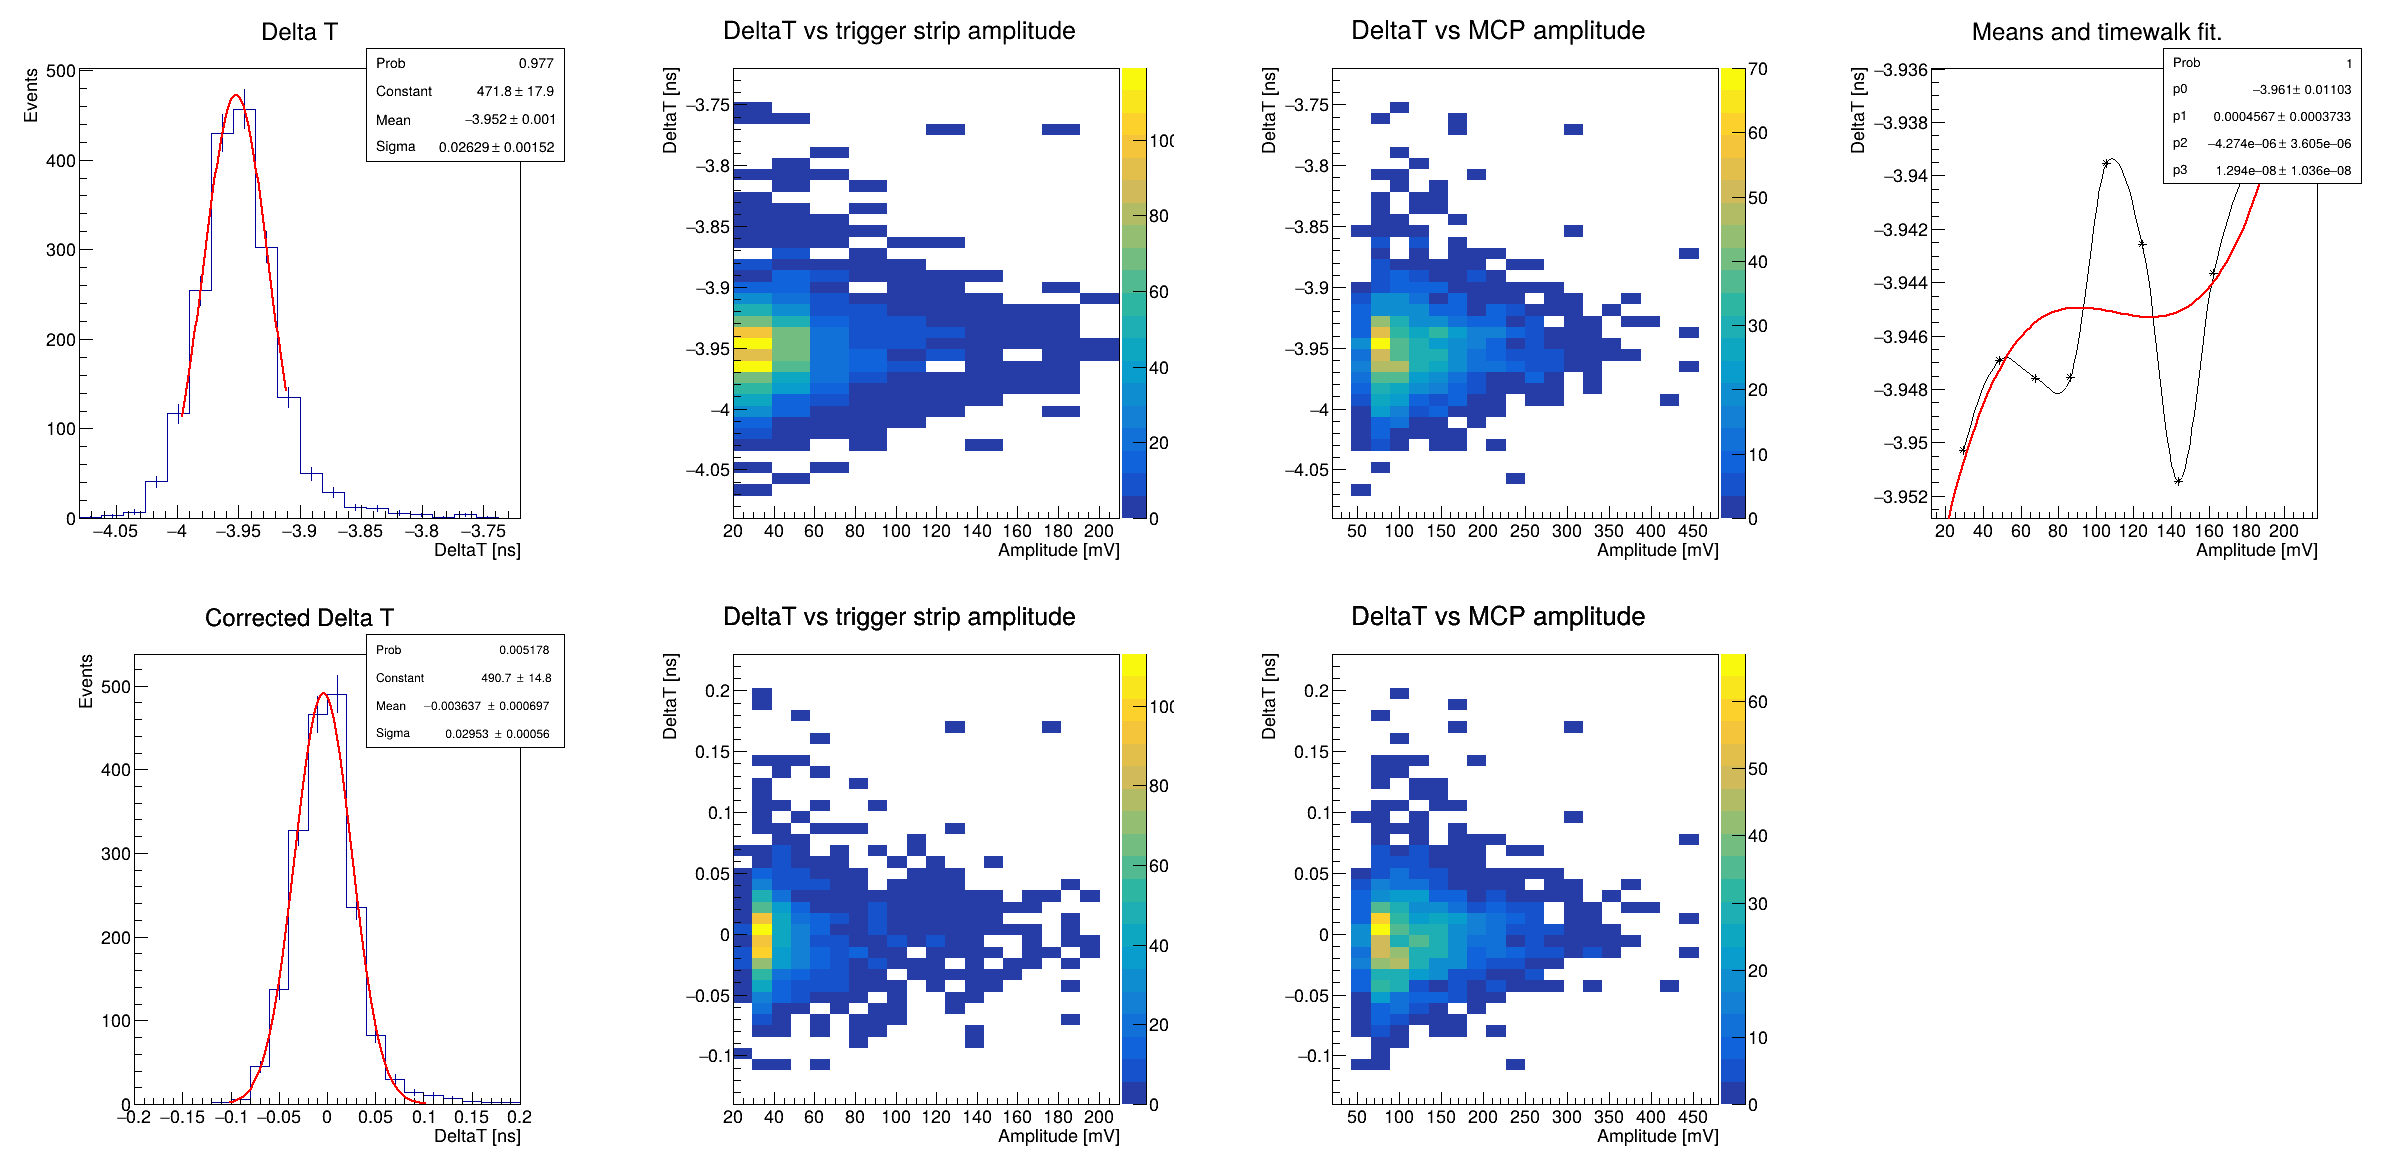 Delta T
Events
500
400
300
200
100
0
−4.05 −4 −3.95 −3.9 −3.85 −3.8 −3.75
DeltaT [ns]
Prob 0.977
Constant 471.8 ± 17.9
Mean −3.952 ± 0.001
Sigma 0.02629 ± 0.00152
DeltaT vs trigger strip amplitude
DeltaT [ns]
−3.75
−3.8
−3.85
−3.9
−3.95
−4
−4.05
20 40 60 80 100 120 140 160 180 200
Amplitude [mV]
100
80
60
40
20
0
DeltaT vs MCP amplitude
DeltaT [ns]
−3.75
−3.8
−3.85
−3.9
−3.95
−4
−4.05
50 100 150 200 250 300 350 400 450
Amplitude [mV]
70
60
50
40
30
20
10
0
Means and timewalk fit.
DeltaT [ns]
−3.936
−3.938
−3.94
−3.942
−3.944
−3.946
−3.948
−3.95
−3.952
20 40 60 80 100 120 140 160 180 200
Amplitude [mV]
Prob 1
p0 −3.961 ± 0.01103
p1 0.0004567 ± 0.0003733
p2 −4.274e−06 ± 3.605e−06
p3 1.294e−08 ± 1.036e−08
Corrected Delta T
Events
500
400
300
200
100
0
−0.2 −0.15 −0.1 −0.05 0 0.05 0.1 0.15 0.2
DeltaT [ns]
Prob 0.005178
Constant 490.7 ± 14.8
Mean −0.003637 ± 0.000697
Sigma 0.02953 ± 0.00056
DeltaT vs trigger strip amplitude
DeltaT [ns]
0.2
0.15
0.1
0.05
0
−0.05
−0.1
20 40 60 80 100 120 140 160 180 200
Amplitude [mV]
100
80
60
40
20
0
DeltaT vs MCP amplitude
DeltaT [ns]
0.2
0.15
0.1
0.05
0
−0.05
−0.1
50 100 150 200 250 300 350 400 450
Amplitude [mV]
60
50
40
30
20
10
0